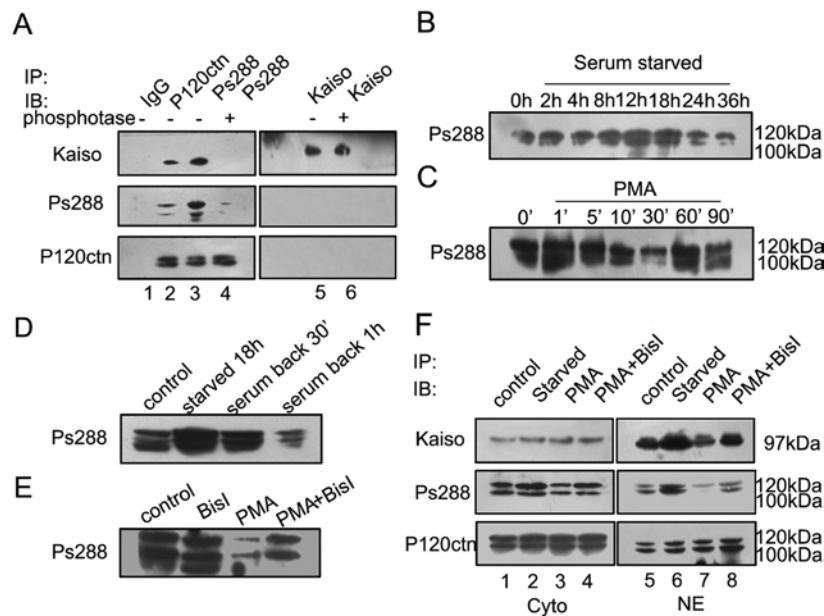 A
IP:
IB:
IgG
P120ctn
Ps288
Ps288
Kaiso
Kaiso
phosphotase - - - + - +
Kaiso
Ps288
P120ctn
1 2 3 4 5 6
B
Serum starved
0h 2h 4h 8h 12h 18h 24h 36h
Ps288
120kDa
100kDa
C
PMA
0' 1' 5' 10' 30' 60' 90'
Ps288
120kDa
100kDa
D
control
starved 18h
serum back 30'
serum back 1h
Ps288
E
control
BisI
PMA
PMA+BisI
Ps288
F
IP:
IB:
control
Starved
PMA
PMA+BisI
control
Starved
PMA
PMA+BisI
Kaiso
97kDa
Ps288
120kDa
100kDa
P120ctn
120kDa
100kDa
1 2 3 4 5 6 7 8
Cyto NE